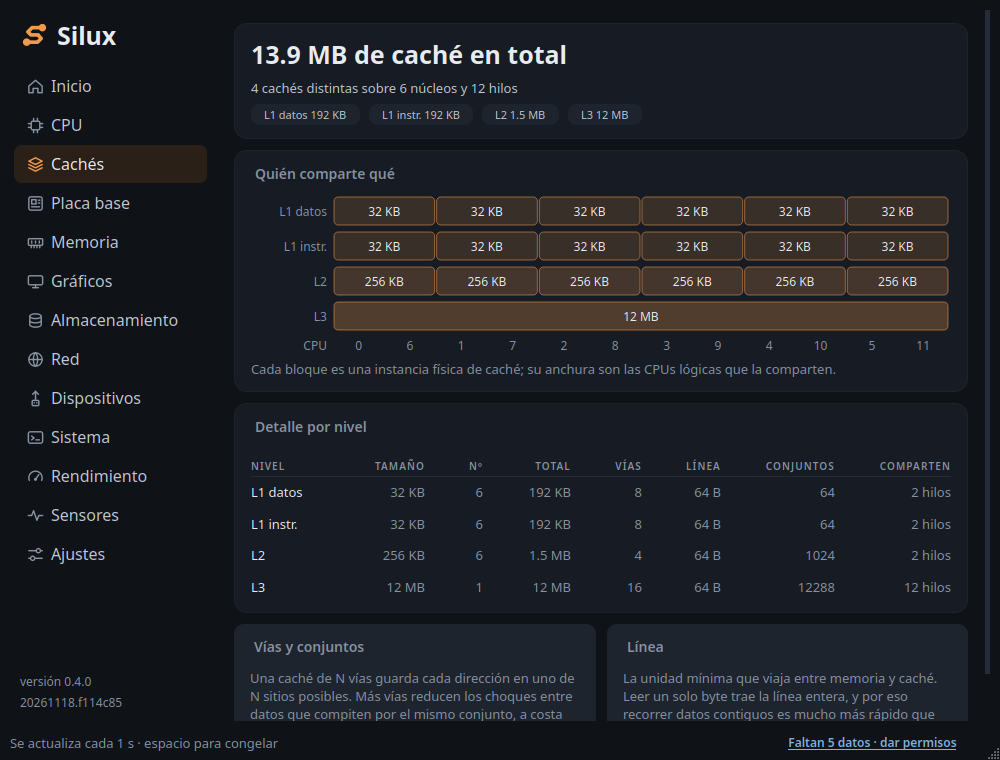 Silux
Inicio
CPU
Cachés
Placa base
Memoria
Gráficos
Almacenamiento
Red
Dispositivos
Sistema
Rendimiento
Sensores
Ajustes
versión 0.4.0
20261118.f114c85
13.9 MB de caché en total
4 cachés distintas sobre 6 núcleos y 12 hilos
L1 datos 192 KB L1 instr. 192 KB L2 1.5 MB L3 12 MB
Quién comparte qué
L1 datos 32 KB 32 KB 32 KB 32 KB 32 KB 32 KB
L1 instr. 32 KB 32 KB 32 KB 32 KB 32 KB 32 KB
L2 256 KB 256 KB 256 KB 256 KB 256 KB 256 KB
L3 12 MB
CPU 0 6 1 7 2 8 3 9 4 10 5 11
Cada bloque es una instancia física de caché; su anchura son las CPUs lógicas que la comparten.
Detalle por nivel
NIVEL TAMAÑO Nº TOTAL VÍAS LÍNEA CONJUNTOS COMPARTEN
L1 datos 32 KB 6 192 KB 8 64 B 64 2 hilos
L1 instr. 32 KB 6 192 KB 8 64 B 64 2 hilos
L2 256 KB 6 1.5 MB 4 64 B 1024 2 hilos
L3 12 MB 1 12 MB 16 64 B 12288 12 hilos
Vías y conjuntos
Una caché de N vías guarda cada dirección en uno de
N sitios posibles. Más vías reducen los choques entre
datos que compiten por el mismo conjunto, a costa
Línea
La unidad mínima que viaja entre memoria y caché.
Leer un solo byte trae la línea entera, y por eso
recorrer datos contiguos es mucho más rápido que
Se actualiza cada 1 s · espacio para congelar
Faltan 5 datos · dar permisos